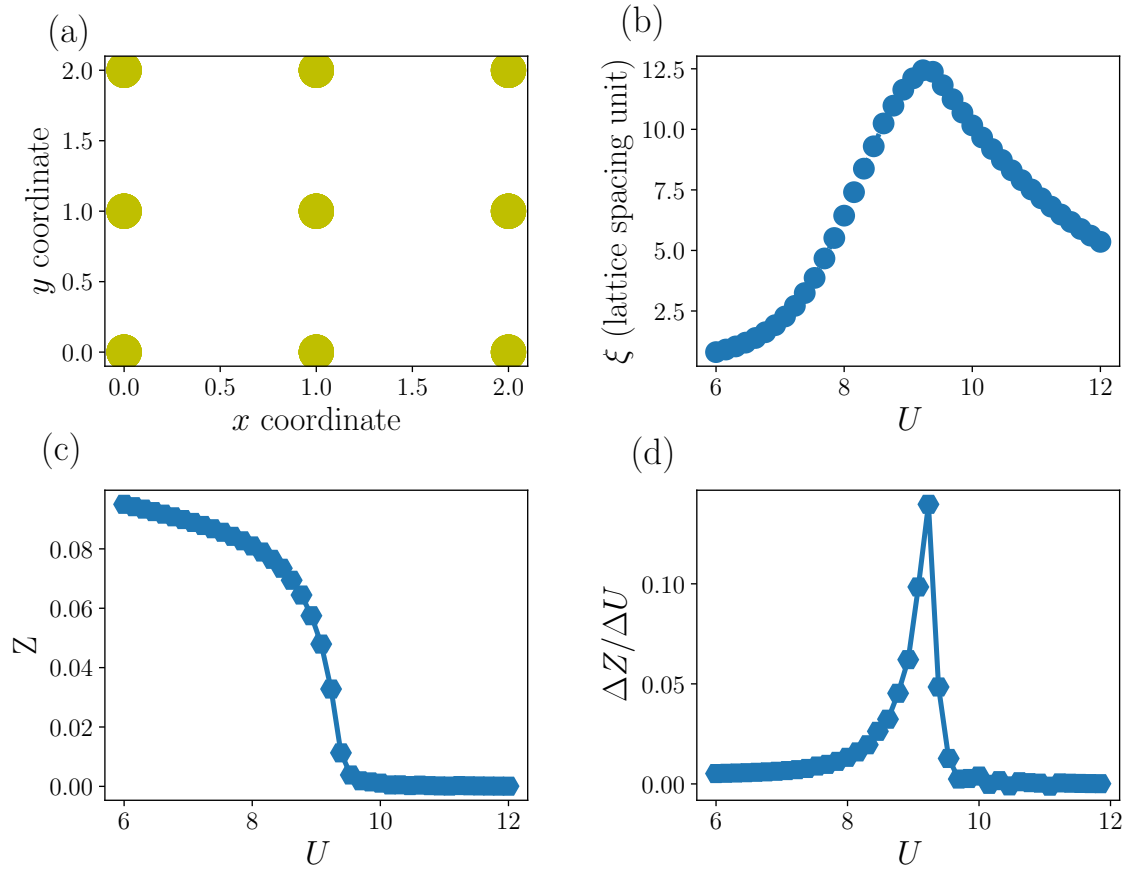 (a)
2.0
1.5
1.0
0.5
0.0
y coordinate
0.0 0.5 1.0 1.5 2.0
x coordinate
(b)
12.5
10.0
7.5
5.0
2.5
ξ (lattice spacing unit)
6 8 10 12
U
(c)
0.08
0.06
0.04
0.02
0.00
Z
6 8 10 12
U
(d)
0.10
0.05
0.00
ΔZ/ΔU
6 8 10 12
U